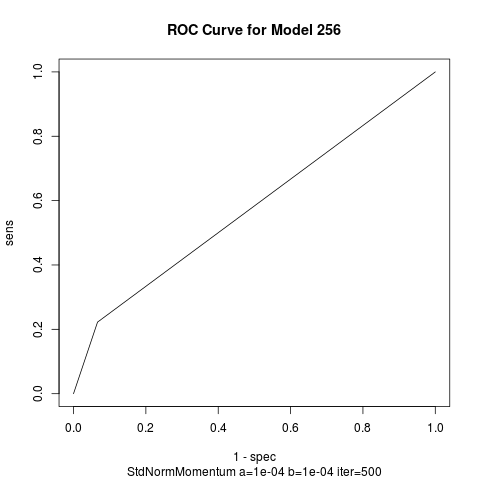 ROC Curve for Model 256
sens
1.0
0.8
0.6
0.4
0.2
0.0
0.0 0.2 0.4 0.6 0.8 1.0
1 - spec
StdNormMomentum a=1e-04 b=1e-04 iter=500